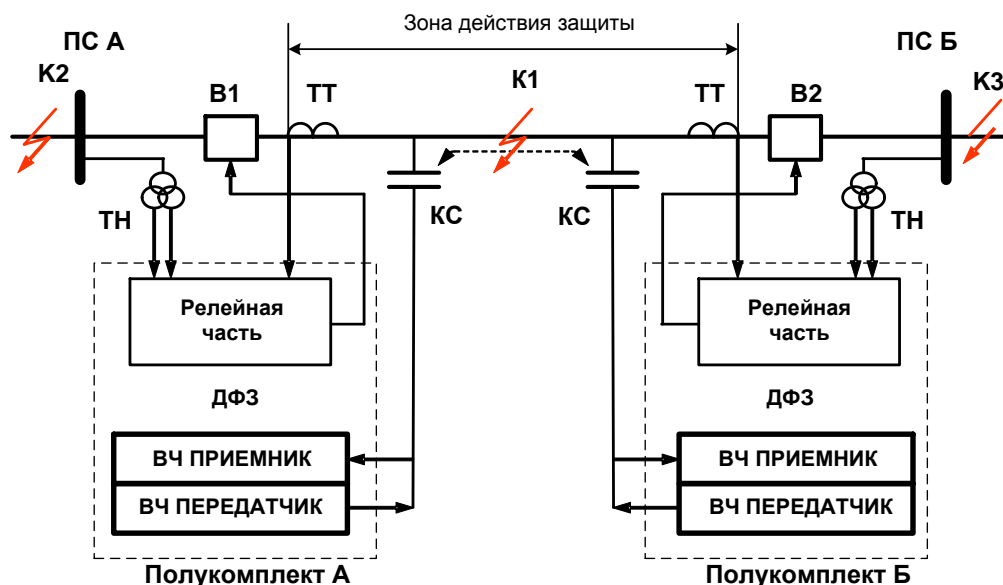 Зона действия защиты
ПС А
ПС Б
К2
В1
ТТ
К1
ТТ
В2
К3
ТН
КС
КС
ТН
Релейная
часть
Релейная
часть
ДФЗ
ДФЗ
ВЧ ПРИЕМНИК
ВЧ ПРИЕМНИК
ВЧ ПЕРЕДАТЧИК
ВЧ ПЕРЕДАТЧИК
Полукомплект А
Полукомплект Б